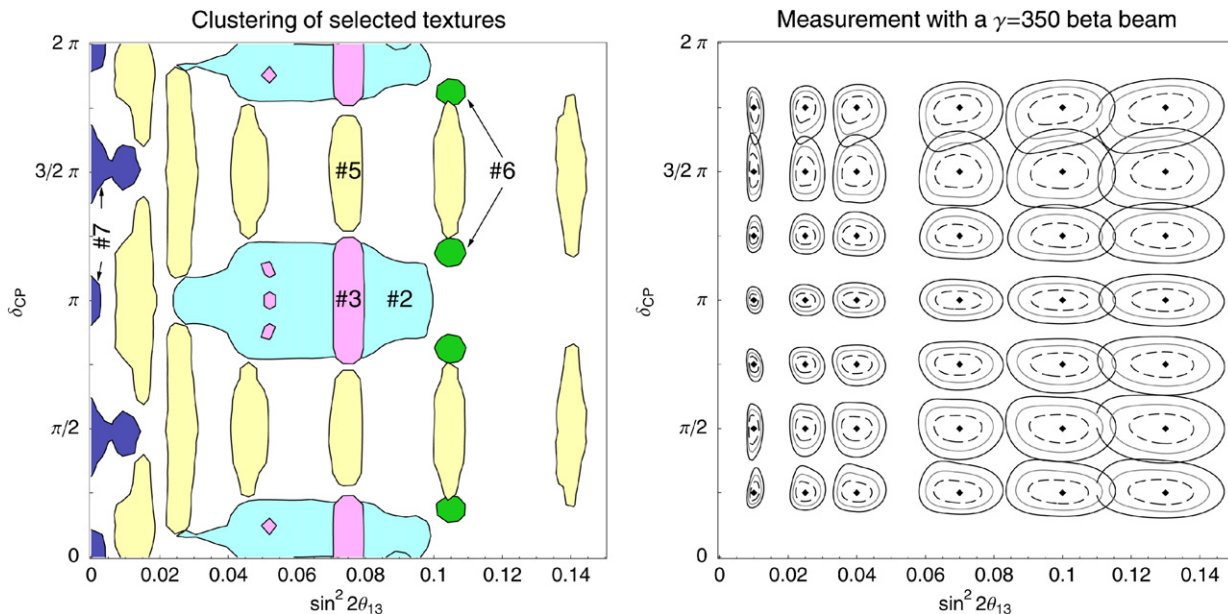 Clustering of selected textures
2 π
3/2 π
π
π/2
0
δCP
#7
#5
#3
#2
#6
0 0.02 0.04 0.06 0.08 0.1 0.12 0.14
sin² 2θ₁₃
Measurement with a γ=350 beta beam
2 π
3/2 π
π
π/2
0
δCP
0 0.02 0.04 0.06 0.08 0.1 0.12 0.14
sin² 2θ₁₃